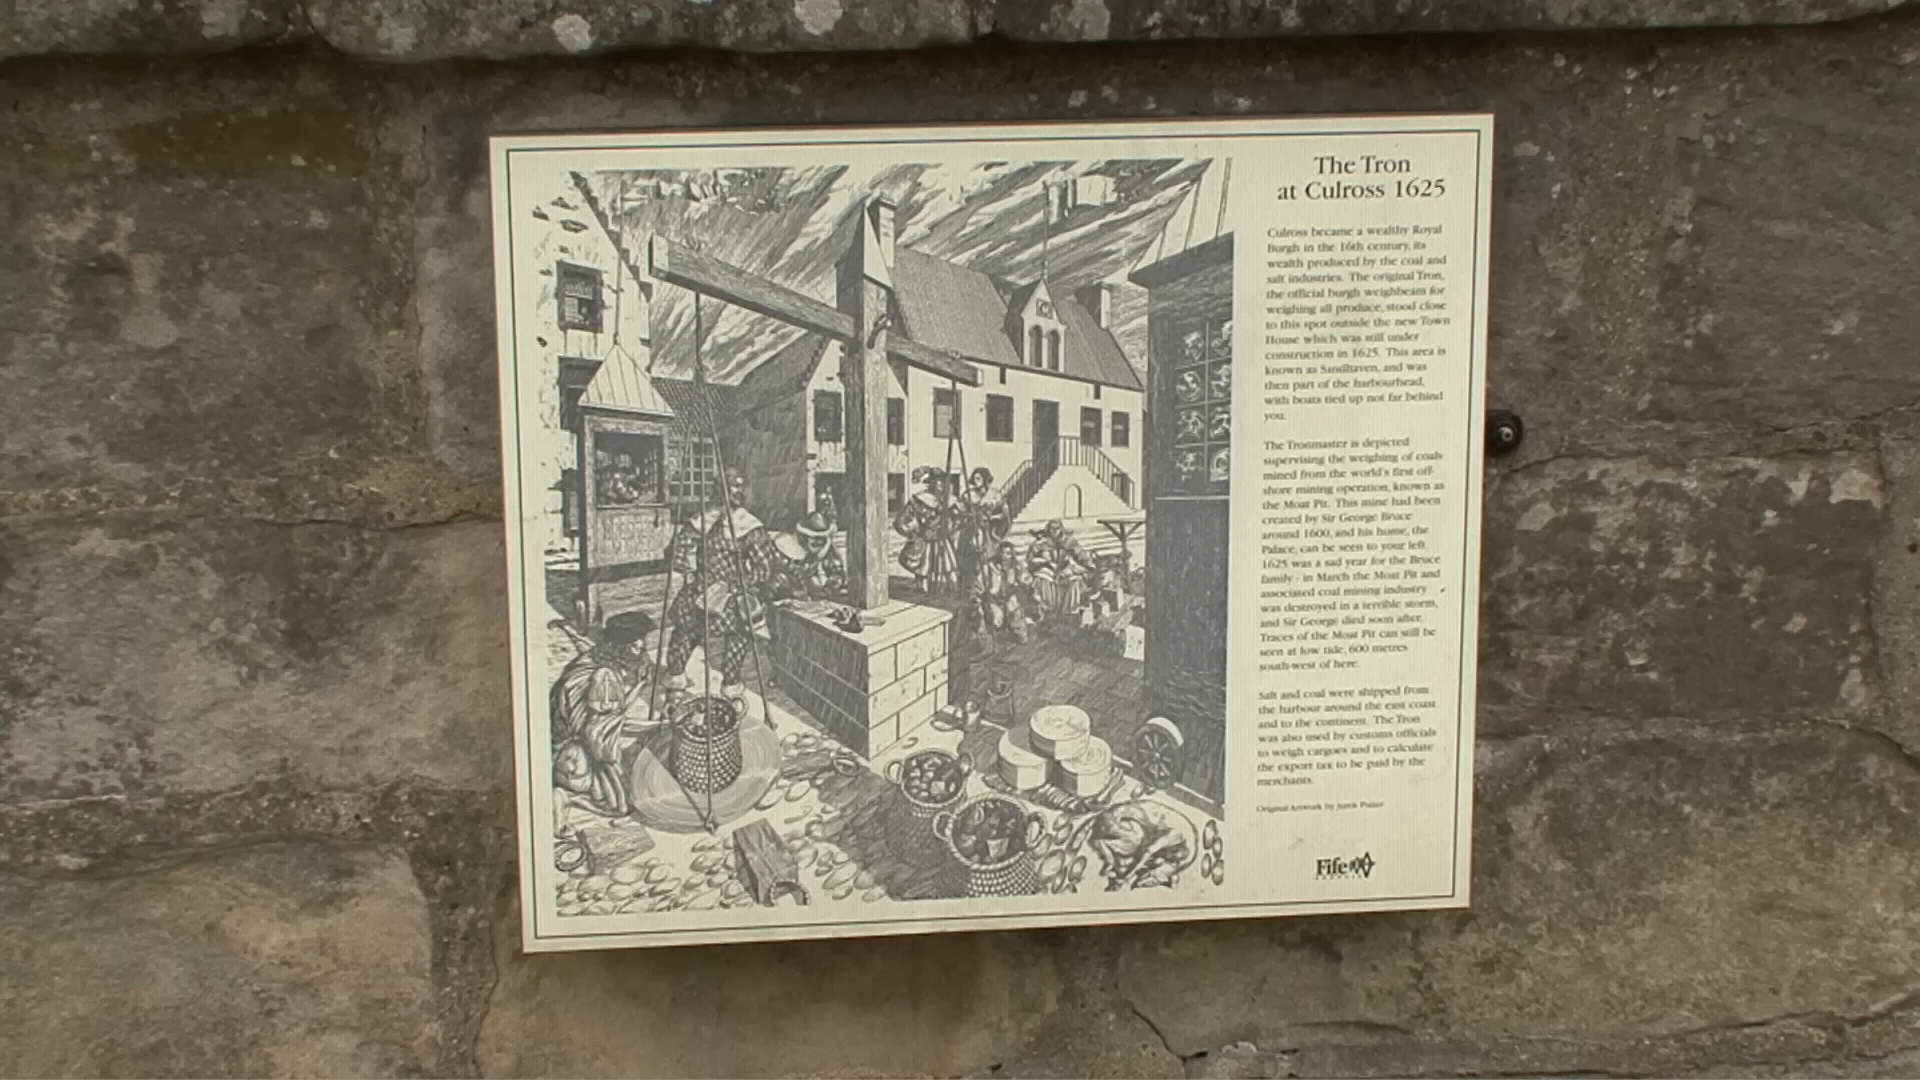 The Tron
at Culross 1625
Culross became a wealthy Royal
Burgh in the 16th century, its
wealth produced by the coal and
salt industries. The original Tron,
the official burgh weighbeam for
weighing all produce, stood close
to this spot outside the new Town
House which was still under
construction in 1625. This area is
known as Sandhaven, and was
then part of the harbourhead,
with boats tied up not far behind
you.
The Tronmaster is depicted
supervising the weighing of coals
mined from the world's first off-
shore mining operation, known as
the Moat Pit. This mine had been
created by Sir George Bruce
around 1600, and his home, the
Palace, can be seen to your left.
1625 was a sad year for the Bruce
family - in March the Moat Pit and
associated coal mining industry
was destroyed in a terrible storm,
and Sir George died soon after.
Traces of the Moat Pit can still be
seen at low tide, 600 metres
south-west of here.
Salt and coal were shipped from
the harbour around the east coast
and to the continent. The Tron
was also used by customs officials
to weigh cargoes and to calculate
the export tax to be paid by the
merchants.
Original Artwork by Jurek Putter
Fife